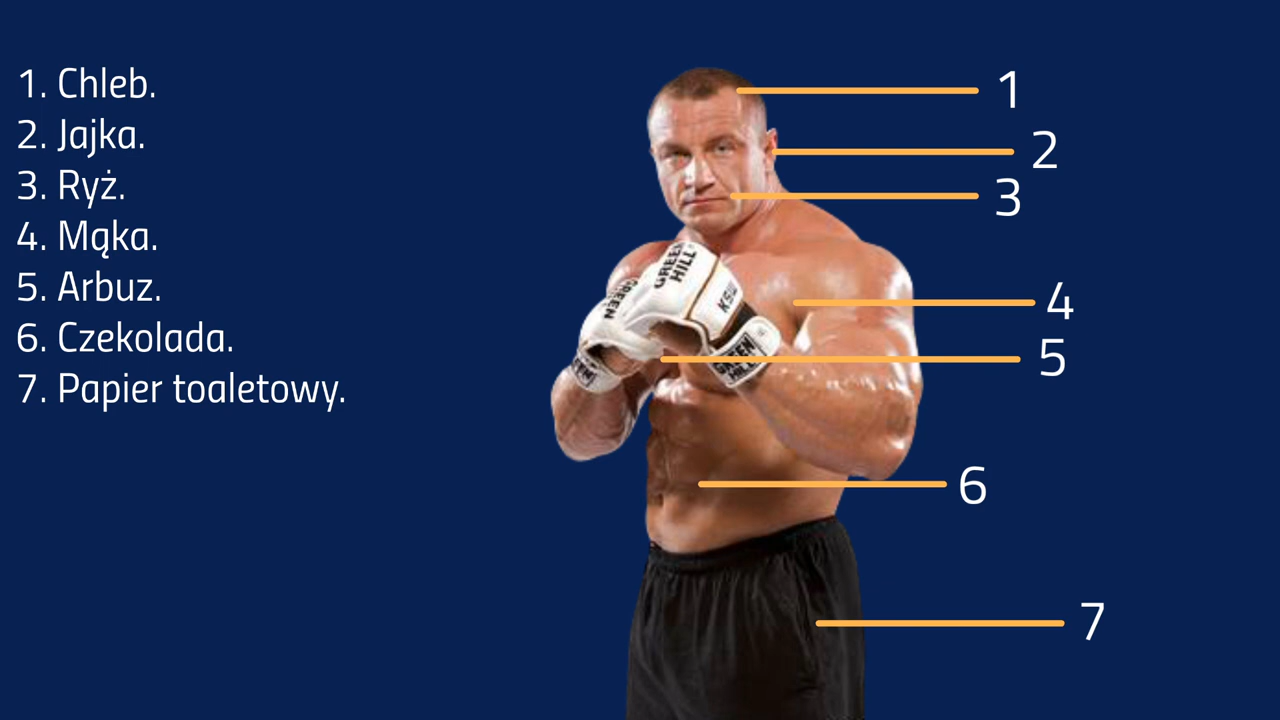 1. Chleb.
2. Jajka.
3. Ryż.
4. Mąka.
5. Arbuz.
6. Czekolada.
7. Papier toaletowy.
1
2
3
GREEN
HILL
GREEN
KSW
4
GREEN
HILL
5
6
7